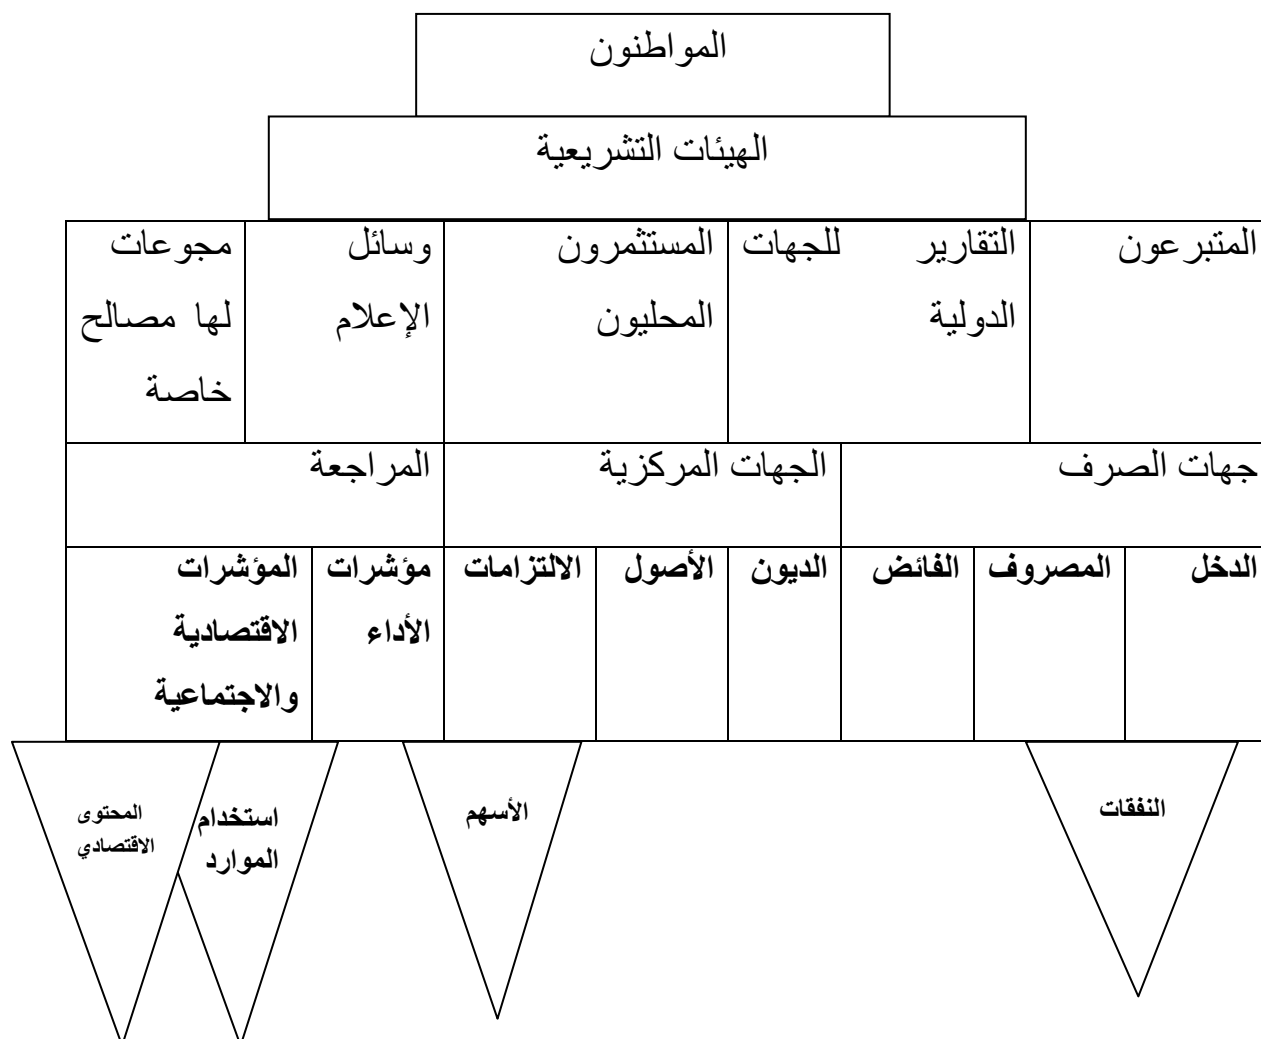 المواطنون
الهيئات التشريعية
المتبرعون
التقارير للجهات
الدولية
المستثمرون
المحليون
وسائل
الإعلام
مجوعات
لها مصالح
خاصة
جهات الصرف
الجهات المركزية
المراجعة
الدخل
المصروف
الفائض
الديون
الأصول
الالتزامات
مؤشرات
الأداء
المؤشرات
الاقتصادية
والاجتماعية
النفقات
الأسهم
استخدام
الموارد
المحتوى
الاقتصادي